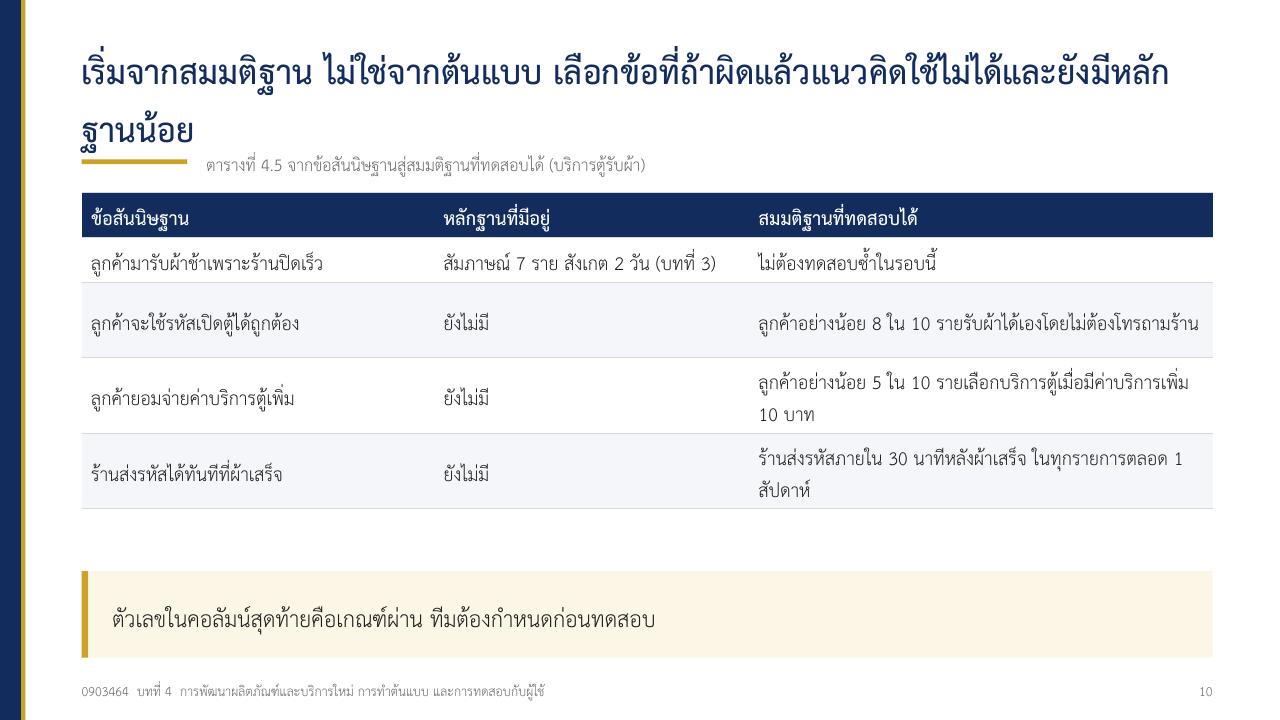 เริ่มจากสมมติฐาน ไม่ใช่จากต้นแบบ เลือกข้อที่ถ้าผิดแล้วแนวคิดใช้ไม่ได้และยังมีหลัก
ฐานน้อย
ตารางที่ 4.5 จากข้อสันนิษฐานสู่สมมติฐานที่ทดสอบได้ (บริการตู้รับผ้า)
ข้อสันนิษฐาน หลักฐานที่มีอยู่ สมมติฐานที่ทดสอบได้
ลูกค้ามารับผ้าช้าเพราะร้านปิดเร็ว สัมภาษณ์ 7 ราย สังเกต 2 วัน (บทที่ 3) ไม่ต้องทดสอบซ้ำในรอบนี้
ลูกค้าจะใช้รหัสเปิดตู้ได้ถูกต้อง ยังไม่มี ลูกค้าอย่างน้อย 8 ใน 10 รายรับผ้าได้เองโดยไม่ต้องโทรถามร้าน
ลูกค้ายอมจ่ายค่าบริการตู้เพิ่ม ยังไม่มี ลูกค้าอย่างน้อย 5 ใน 10 รายเลือกบริการตู้เมื่อมีค่าบริการเพิ่ม
10 บาท
ร้านส่งรหัสได้ทันทีที่ผ้าเสร็จ ยังไม่มี ร้านส่งรหัสภายใน 30 นาทีหลังผ้าเสร็จ ในทุกรายการตลอด 1
สัปดาห์
ตัวเลขในคอลัมน์สุดท้ายคือเกณฑ์ผ่าน ทีมต้องกำหนดก่อนทดสอบ
0903464 บทที่ 4 การพัฒนาผลิตภัณฑ์และบริการใหม่ การทำต้นแบบ และการทดสอบกับผู้ใช้ 10